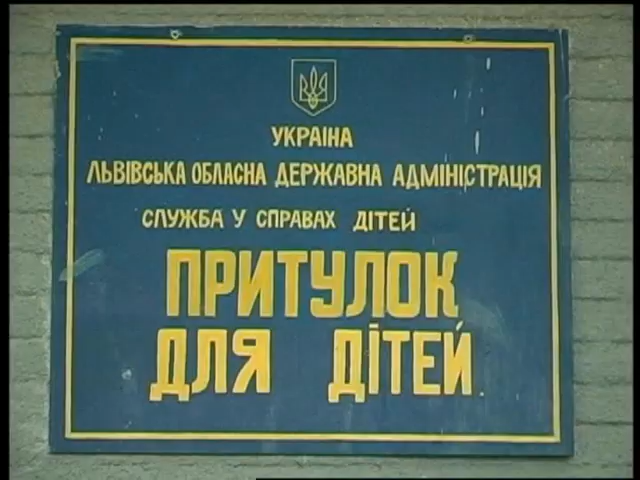 УКРАЇНА
ЛЬВІВСЬКА ОБЛАСНА ДЕРЖАВНА АДМІНІСТРАЦІЯ
СЛУЖБА У СПРАВАХ ДІТЕЙ
ПРИТУЛОК
ДЛЯ ДІТЕЙ